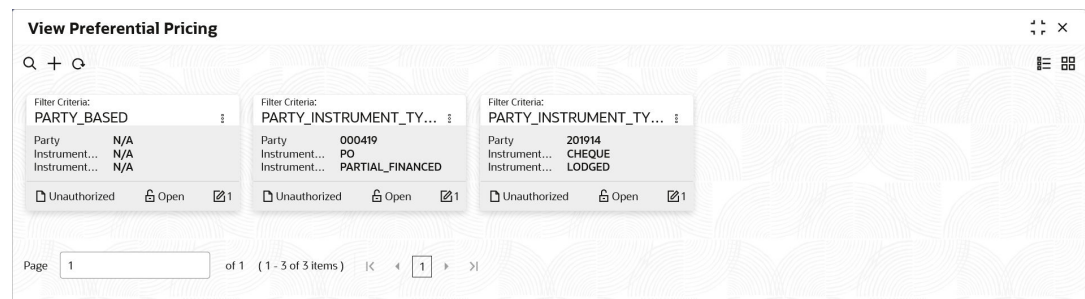 View Preferential Pricing
Filter Criteria: Filter Criteria: Filter Criteria:
PARTY_BASED PARTY_INSTRUMENT_TY... PARTY_INSTRUMENT_TY...
Party N/A Party 000419 Party 201914
Instrument... N/A Instrument... PO Instrument... CHEQUE
Instrument... N/A Instrument... PARTIAL_FINANCED Instrument... LODGED
Unauthorized Open 1 Unauthorized Open 1 Unauthorized Open 1
Page 1 of 1 (1 - 3 of 3 items) 1